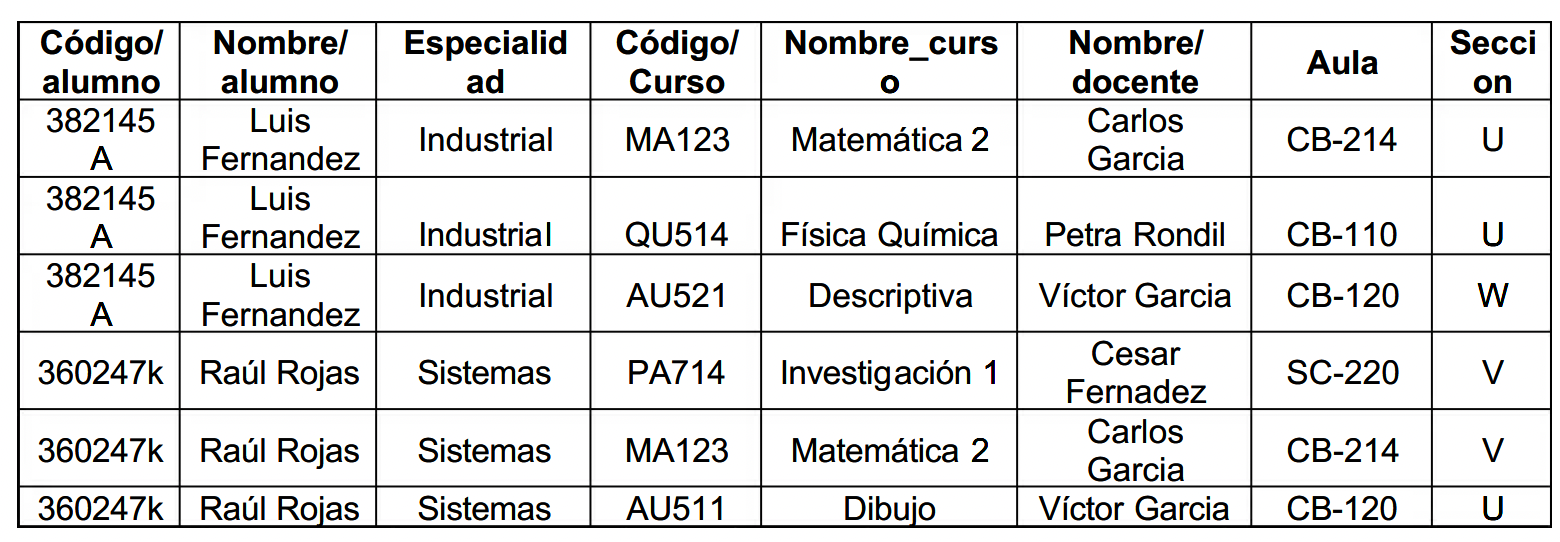 Código/alumno Nombre/alumno Especialidad Código/Curso Nombre_curso Nombre/docente Aula Seccion
382145A Luis Fernandez Industrial MA123 Matemática 2 Carlos Garcia CB-214 U
382145A Luis Fernandez Industrial QU514 Física Química Petra Rondil CB-110 U
382145A Luis Fernandez Industrial AU521 Descriptiva Víctor Garcia CB-120 W
360247k Raúl Rojas Sistemas PA714 Investigación 1 Cesar Fernadez SC-220 V
360247k Raúl Rojas Sistemas MA123 Matemática 2 Carlos Garcia CB-214 V
360247k Raúl Rojas Sistemas AU511 Dibujo Víctor Garcia CB-120 U